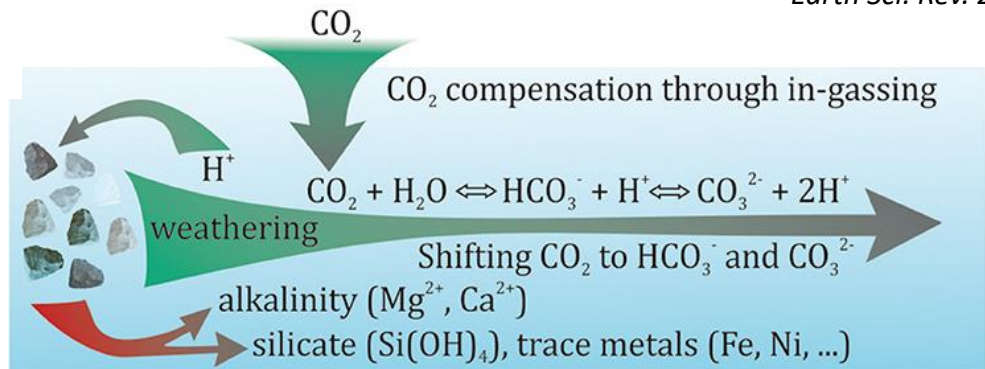 Earth Sci. Rev. 2
CO₂
CO₂ compensation through in-gassing
H⁺
CO₂ + H₂O ⇔ HCO₃⁻ + H⁺ ⇔ CO₃²⁻ + 2H⁺
weathering
Shifting CO₂ to HCO₃⁻ and CO₃²⁻
alkalinity (Mg²⁺, Ca²⁺)
silicate (Si(OH)₄), trace metals (Fe, Ni, ...)